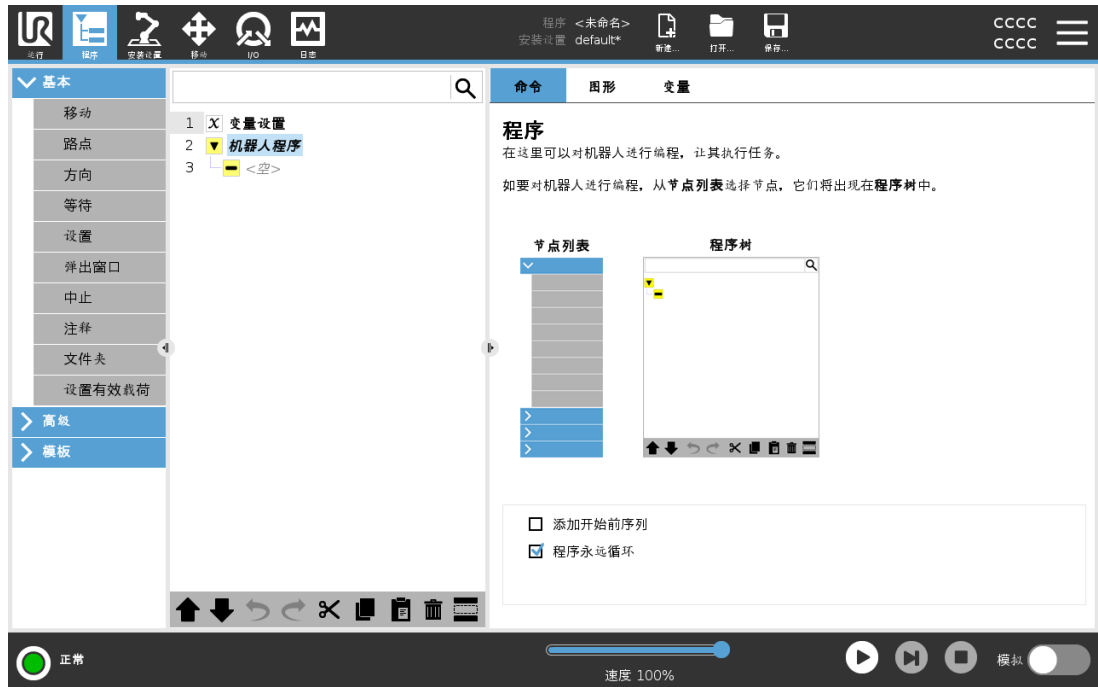 程序 <未命名>
安装设置 default*
新建...
打开...
保存...
CCCC
CCCC
UR
运行
程序
安装设置
移动
I/O
日志
基本
移动
路点
方向
等待
设置
弹出窗口
中止
注释
文件夹
设置有效载荷
高级
模板
1 X 变量设置
2 机器人程序
3 <空>
命令 图形 变量
程序
在这里可以对机器人进行编程，让其执行任务。
如要对机器人进行编程，从节点列表选择节点，它们将出现在程序树中。
节点列表 程序树
添加开始前序列
程序永远循环
正常
速度 100%
模拟